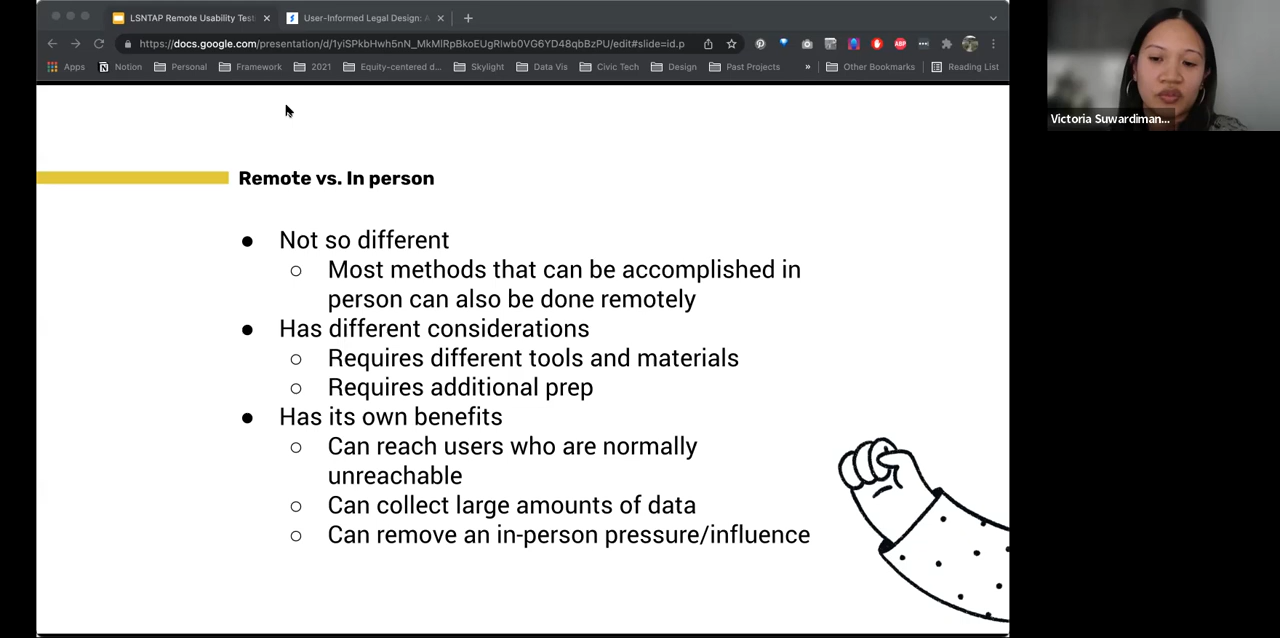 LSNTAP Remote Usability Test
User-Informed Legal Design: A
https://docs.google.com/presentation/d/1yiSPkbHwh5nN_MkMlRpBkoEUgRIwb0VG6YD48qbBzPU/edit#slide=id.p
Apps
Notion
Personal
Framework
2021
Equity-centered d...
Skylight
Data Vis
Civic Tech
Design
Past Projects
»
Other Bookmarks
Reading List
ABP
Victoria Suwardiman...
Remote vs. In person
● Not so different
○ Most methods that can be accomplished in
person can also be done remotely
● Has different considerations
○ Requires different tools and materials
○ Requires additional prep
● Has its own benefits
○ Can reach users who are normally
unreachable
○ Can collect large amounts of data
○ Can remove an in-person pressure/influence